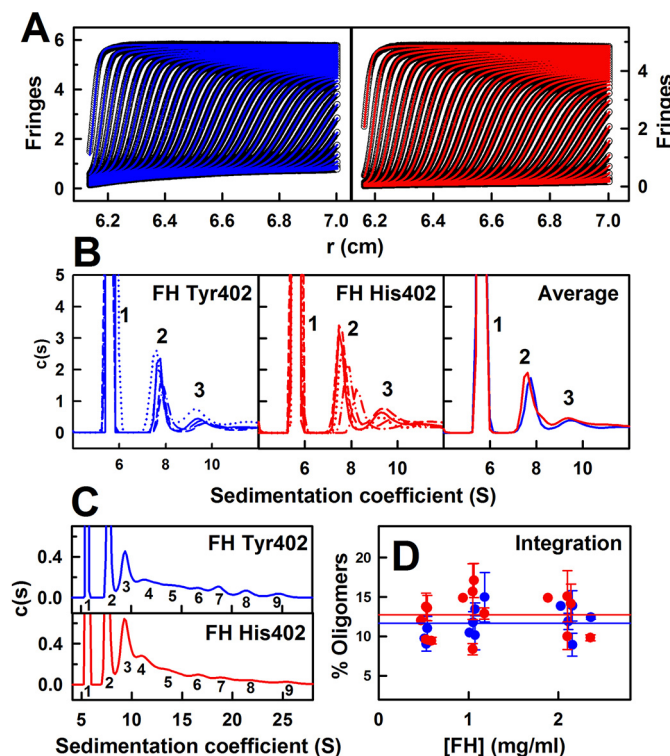 A
Fringes
6
4
2
0
6.2 6.4 6.6 6.8 7.0
6.2 6.4 6.6 6.8 7.0
4
2
0
Fringes
r (cm)
B
c(s)
5
4
3
2
1
0
FH Tyr402
1
2
3
FH His402
1
2
3
Average
1
2
3
6 8 10
6 8 10
6 8 10
Sedimentation coefficient (S)
C
c(s)
0.4
0.0
FH Tyr402
1 2 3 4 5 6 7 8 9
0.4
0.0
FH His402
1 2 3 4 5 6 7 8 9
5 10 15 20 25
Sedimentation coefficient (S)
D
Integration
% Oligomers
25
20
15
10
5
0 1 2
[FH] (mg/ml)